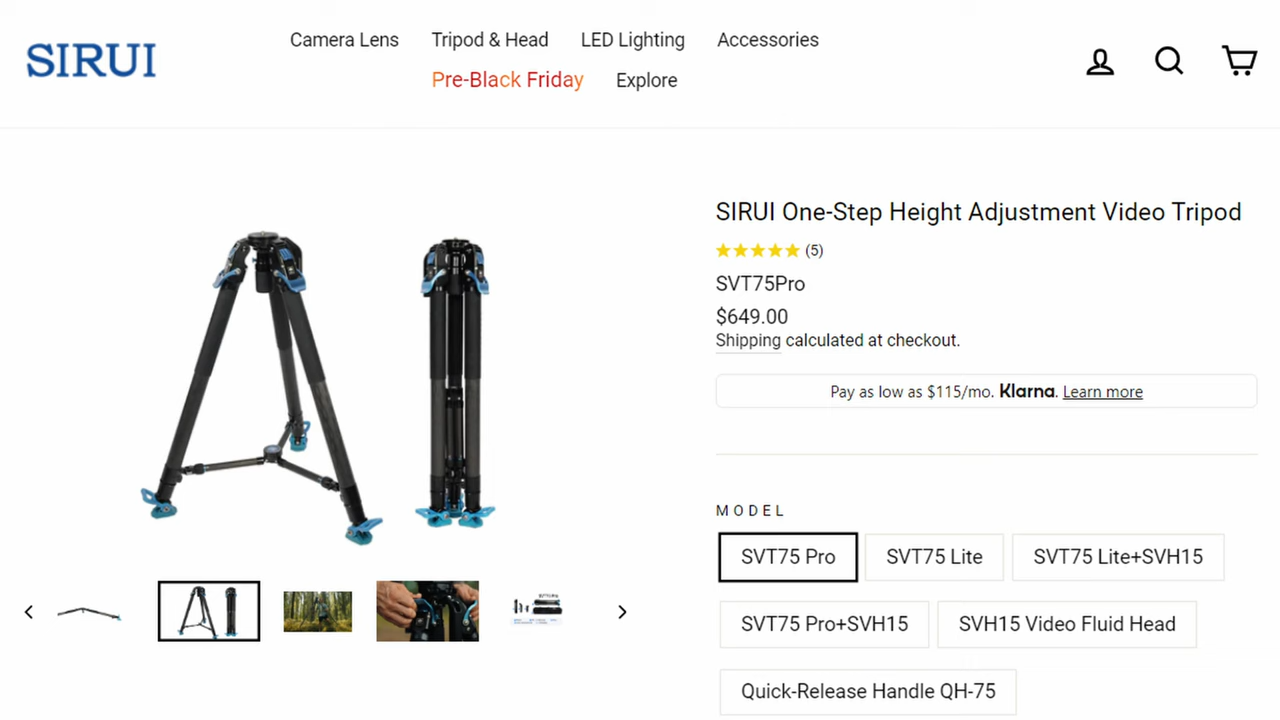 SIRUI
Camera Lens
Tripod & Head
LED Lighting
Accessories
Pre-Black Friday
Explore
SIRUI One-Step Height Adjustment Video Tripod
(5)
SVT75Pro
$649.00
Shipping calculated at checkout.
Pay as low as $115/mo. Klarna. Learn more
MODEL
SVT75 Pro
SVT75 Lite
SVT75 Lite+SVH15
SVT75 Pro+SVH15
SVH15 Video Fluid Head
Quick-Release Handle QH-75